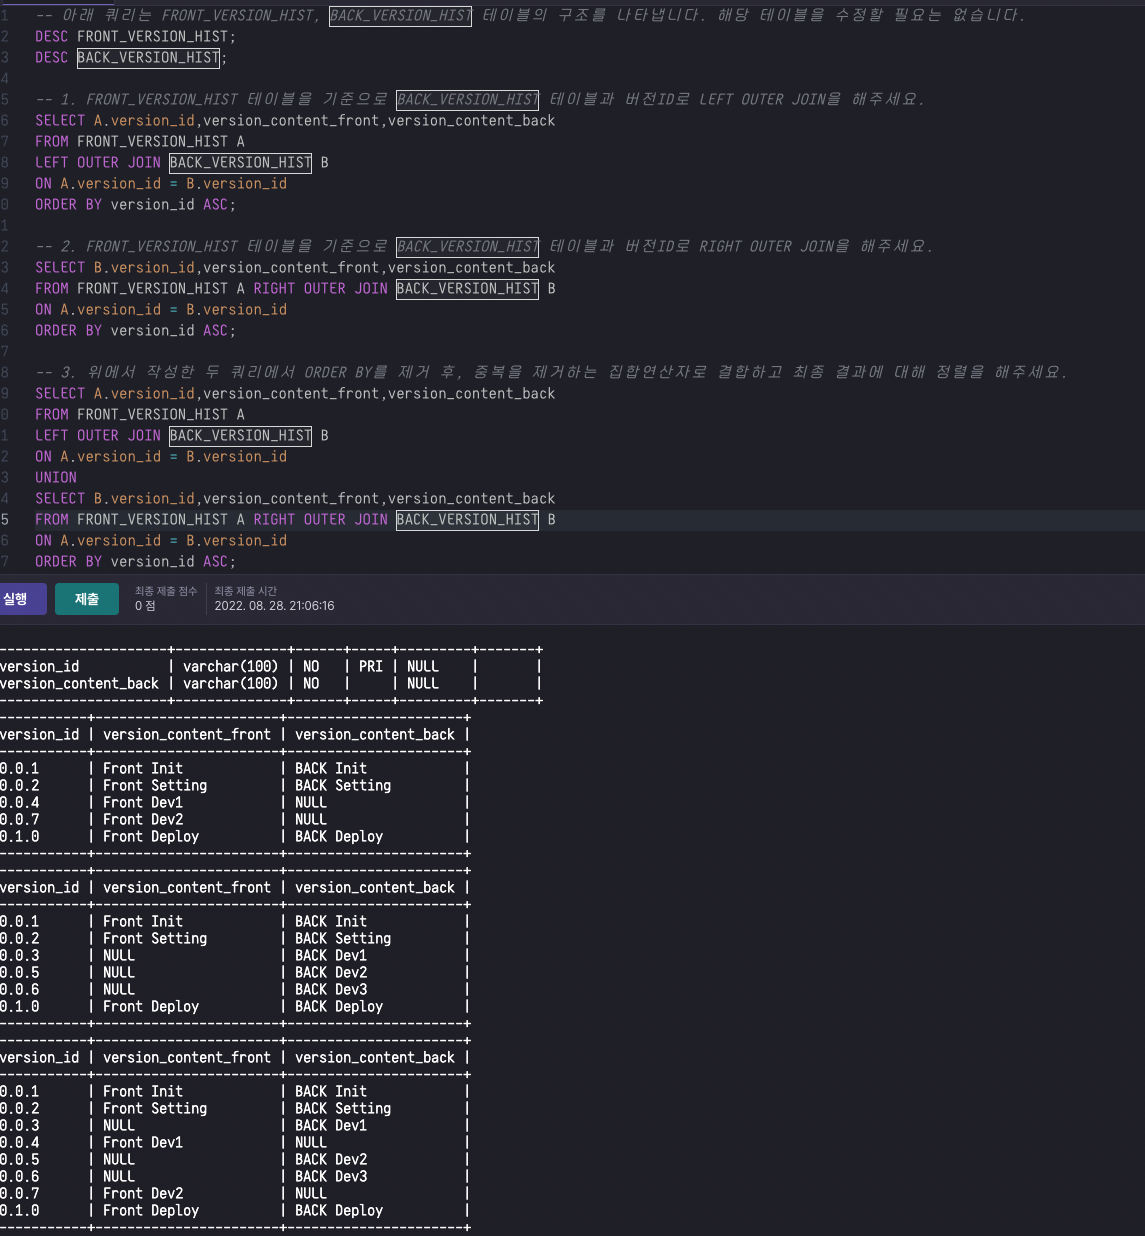 1 -- 아래 쿼리는 FRONT_VERSION_HIST, BACK_VERSION_HIST 테이블의 구조를 나타냅니다. 해당 테이블을 수정할 필요는 없습니다.
2 DESC FRONT_VERSION_HIST;
3 DESC BACK_VERSION_HIST;
4
5 -- 1. FRONT_VERSION_HIST 테이블을 기준으로 BACK_VERSION_HIST 테이블과 버전ID로 LEFT OUTER JOIN을 해주세요.
6 SELECT A.version_id,version_content_front,version_content_back
7 FROM FRONT_VERSION_HIST A
8 LEFT OUTER JOIN BACK_VERSION_HIST B
9 ON A.version_id = B.version_id
0 ORDER BY version_id ASC;
1
2 -- 2. FRONT_VERSION_HIST 테이블을 기준으로 BACK_VERSION_HIST 테이블과 버전ID로 RIGHT OUTER JOIN을 해주세요.
3 SELECT B.version_id,version_content_front,version_content_back
4 FROM FRONT_VERSION_HIST A RIGHT OUTER JOIN BACK_VERSION_HIST B
5 ON A.version_id = B.version_id
6 ORDER BY version_id ASC;
7
8 -- 3. 위에서 작성한 두 쿼리에서 ORDER BY를 제거 후, 중복을 제거하는 집합연산자로 결합하고 최종 결과에 대해 정렬을 해주세요.
9 SELECT A.version_id,version_content_front,version_content_back
0 FROM FRONT_VERSION_HIST A
1 LEFT OUTER JOIN BACK_VERSION_HIST B
2 ON A.version_id = B.version_id
3 UNION
4 SELECT B.version_id,version_content_front,version_content_back
5 FROM FRONT_VERSION_HIST A RIGHT OUTER JOIN BACK_VERSION_HIST B
6 ON A.version_id = B.version_id
7 ORDER BY version_id ASC;
실행 제출 최종 제출 점수 최종 제출 시간
0 점 2022. 08. 28. 21:06:16
---------------------+--------------+------+-----+---------+-------+
version_id           | varchar(100) | NO   | PRI | NULL    |       |
version_content_back | varchar(100) | NO   |     | NULL    |       |
---------------------+--------------+------+-----+---------+-------+
-----------+-----------------------+----------------------+
version_id | version_content_front | version_content_back |
-----------+-----------------------+----------------------+
0.0.1      | Front Init            | BACK Init            |
0.0.2      | Front Setting         | BACK Setting         |
0.0.4      | Front Dev1            | NULL                 |
0.0.7      | Front Dev2            | NULL                 |
0.1.0      | Front Deploy          | BACK Deploy          |
-----------+-----------------------+----------------------+
-----------+-----------------------+----------------------+
version_id | version_content_front | version_content_back |
-----------+-----------------------+----------------------+
0.0.1      | Front Init            | BACK Init            |
0.0.2      | Front Setting         | BACK Setting         |
0.0.3      | NULL                  | BACK Dev1            |
0.0.5      | NULL                  | BACK Dev2            |
0.0.6      | NULL                  | BACK Dev3            |
0.1.0      | Front Deploy          | BACK Deploy          |
-----------+-----------------------+----------------------+
-----------+-----------------------+----------------------+
version_id | version_content_front | version_content_back |
-----------+-----------------------+----------------------+
0.0.1      | Front Init            | BACK Init            |
0.0.2      | Front Setting         | BACK Setting         |
0.0.3      | NULL                  | BACK Dev1            |
0.0.4      | Front Dev1            | NULL                 |
0.0.5      | NULL                  | BACK Dev2            |
0.0.6      | NULL                  | BACK Dev3            |
0.0.7      | Front Dev2            | NULL                 |
0.1.0      | Front Deploy          | BACK Deploy          |
-----------+-----------------------+----------------------+